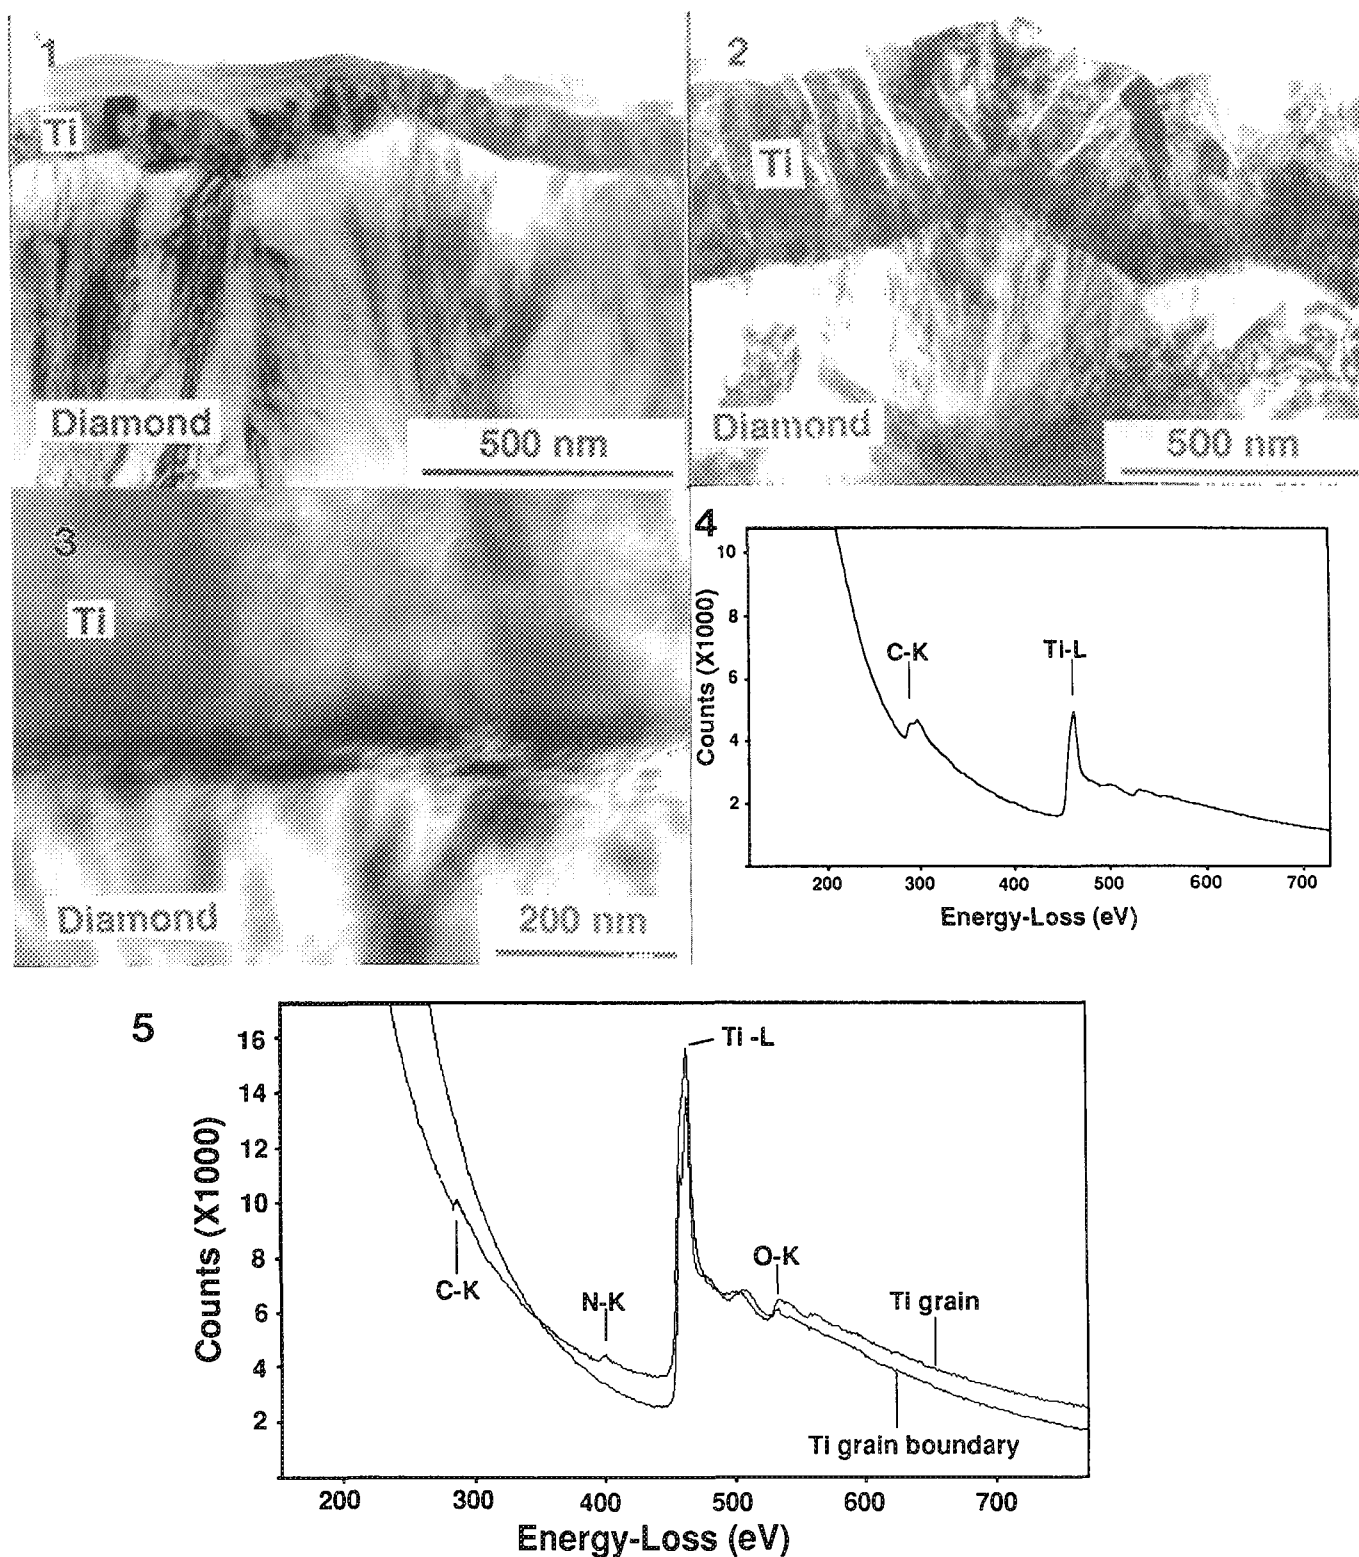 1
Ti
Diamond
500 nm
2
Ti
Diamond
500 nm
3
Ti
Diamond
200 nm
4
10
8
6
4
2
Counts (X1000)
C-K
Ti-L
200 300 400 500 600 700
Energy-Loss (eV)
5
16
14
12
10
8
6
4
2
Counts (X1000)
Ti -L
C-K
N-K
O-K
Ti grain
Ti grain boundary
200 300 400 500 600 700
Energy-Loss (eV)